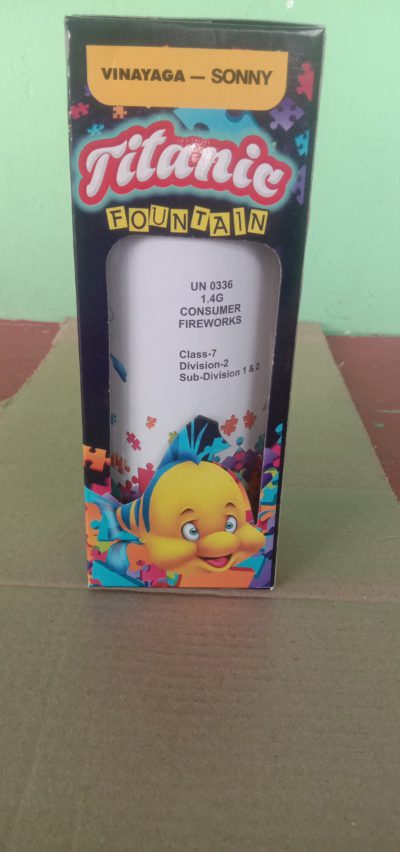 VINAYAGA – SONNY
Titanic
FOUNTAIN
UN 0336
1.4G
CONSUMER
FIREWORKS
Class-7
Division-2
Sub-Division 1 & 2